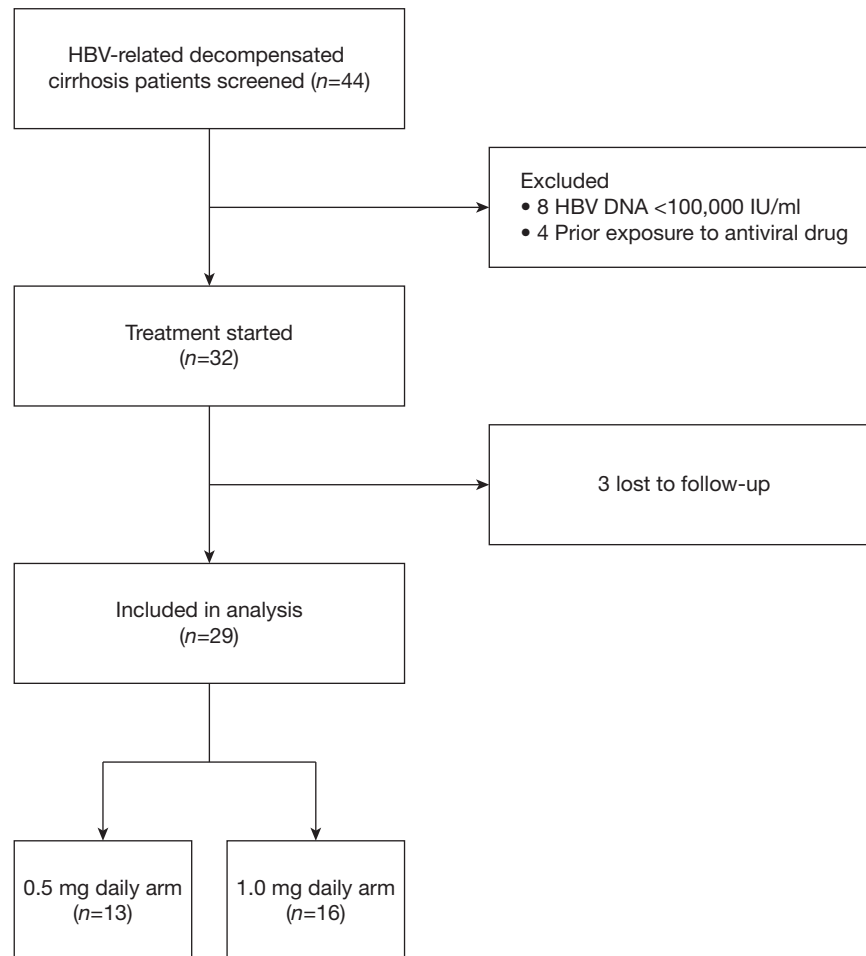 HBV-related decompensated
cirrhosis patients screened (n=44)
Excluded
• 8 HBV DNA <100,000 IU/ml
• 4 Prior exposure to antiviral drug
Treatment started
(n=32)
3 lost to follow-up
Included in analysis
(n=29)
0.5 mg daily arm
(n=13)
1.0 mg daily arm
(n=16)